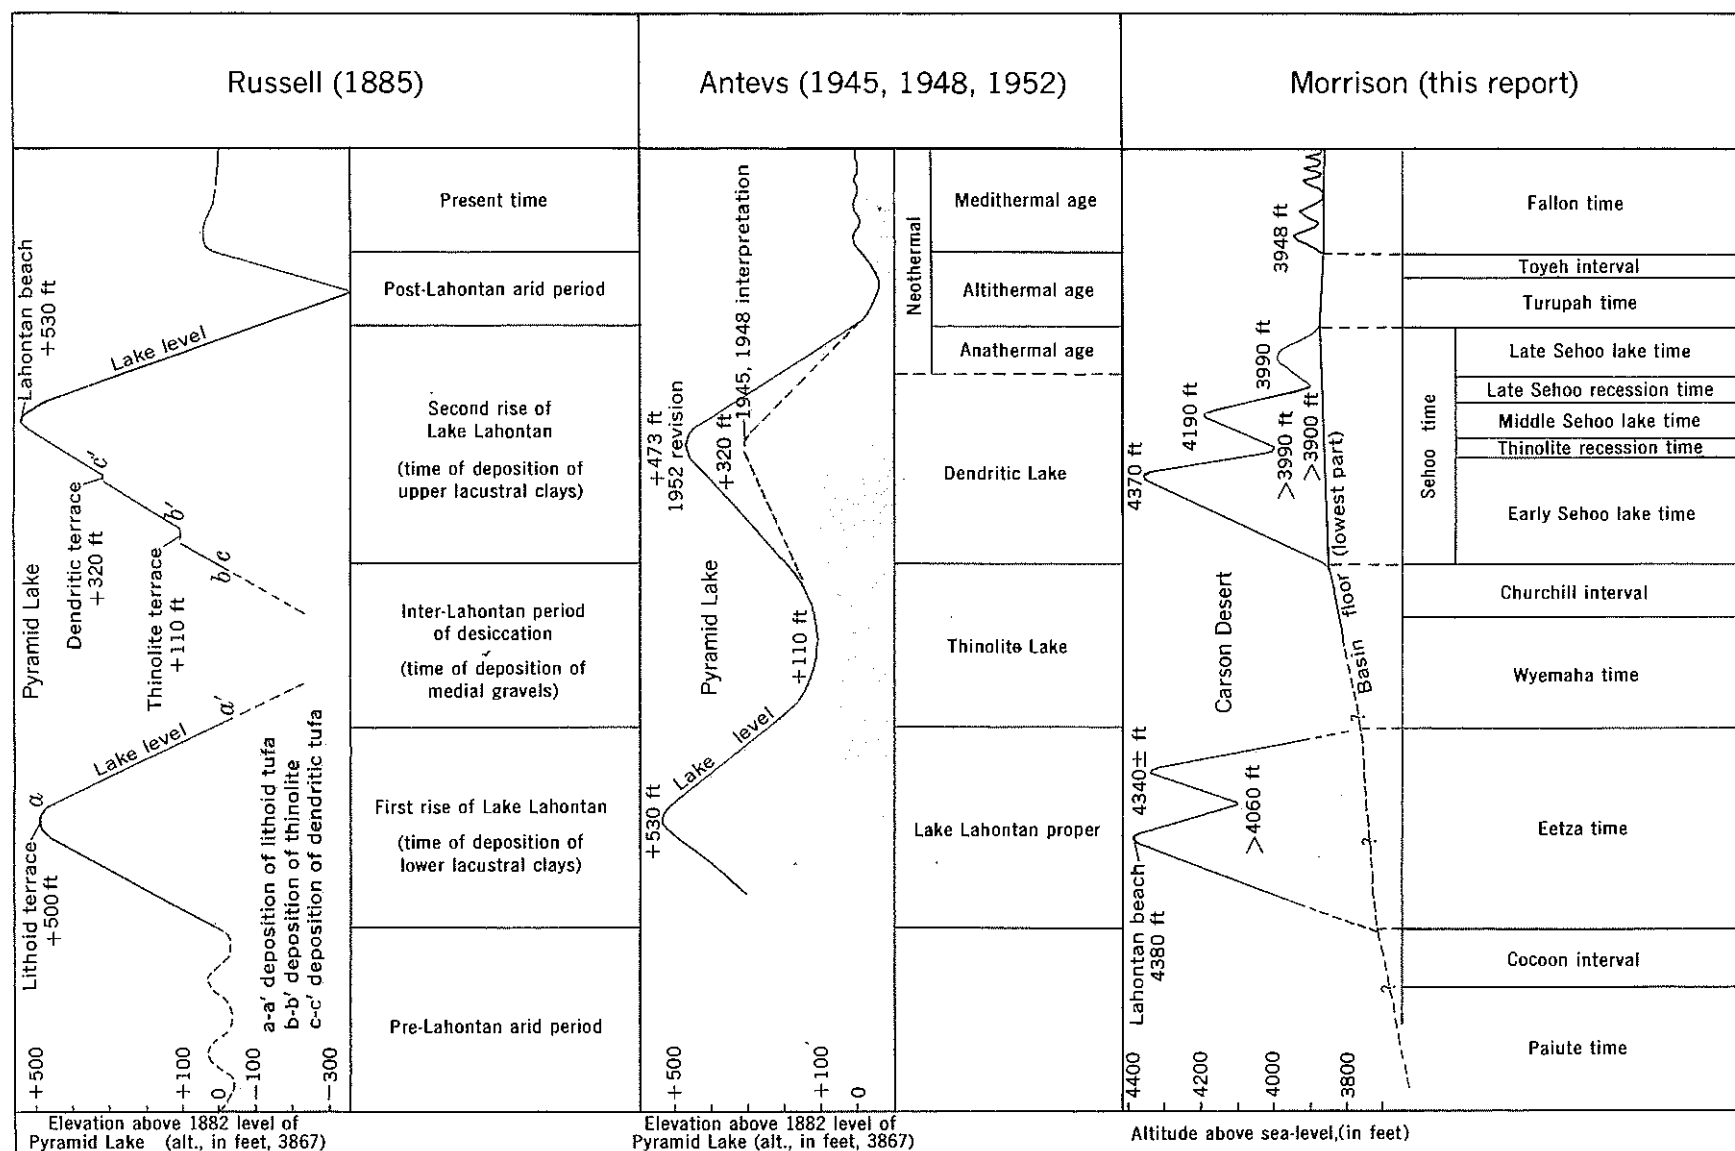 Russell (1885)
Antevs (1945, 1948, 1952)
Morrison (this report)
Lahontan beach
+530 ft
Lake level
Pyramid Lake
Dendritic terrace
+320 ft
Thinolite terrace
+110 ft
c'
b'
b/c
a'
Lake level
a
Lithoid terrace
+500 ft
a-a' deposition of lithoid tufa
b-b' deposition of thinolite
c-c' deposition of dendritic tufa
+500
+100
0
-100
-300
Elevation above 1882 level of
Pyramid Lake (alt., in feet, 3867)
Present time
Post-Lahontan arid period
Second rise of
Lake Lahontan
(time of deposition of
upper lacustral clays)
Inter-Lahontan period
of desiccation
(time of deposition of
medial gravels)
First rise of Lake Lahontan
(time of deposition of
lower lacustral clays)
Pre-Lahontan arid period
1945, 1948 interpretation
+473 ft
1952 revision
+320 ft
Pyramid Lake
+110 ft
Lake level
+530 ft
+500
+100
0
Elevation above 1882 level of
Pyramid Lake (alt., in feet, 3867)
Neothermal
Medithermal age
Altithermal age
Anathermal age
Dendritic Lake
Thinolite Lake
Lake Lahontan proper
3948 ft
3990 ft
4190 ft
>3990 ft
>3900 ft
4370 ft
Basin floor (lowest part)
Carson Desert
?
4340± ft
>4060 ft
?
Lahontan beach
4380 ft
?
4400
4200
4000
3800
Altitude above sea-level,(in feet)
Fallon time
Toyeh interval
Turupah time
Sehoo time
Late Sehoo lake time
Late Sehoo recession time
Middle Sehoo lake time
Thinolite recession time
Early Sehoo lake time
Churchill interval
Wyemaha time
Eetza time
Cocoon interval
Paiute time